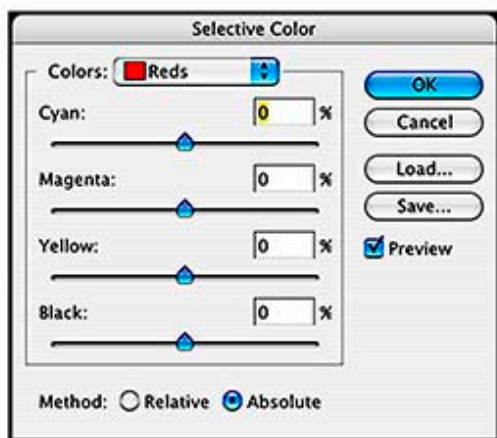 Selective Color
Colors: Reds
OK
Cyan: 0 %
Cancel
Load...
Magenta: 0 %
Save...
Yellow: 0 %
Preview
Black: 0 %
Method: Relative Absolute